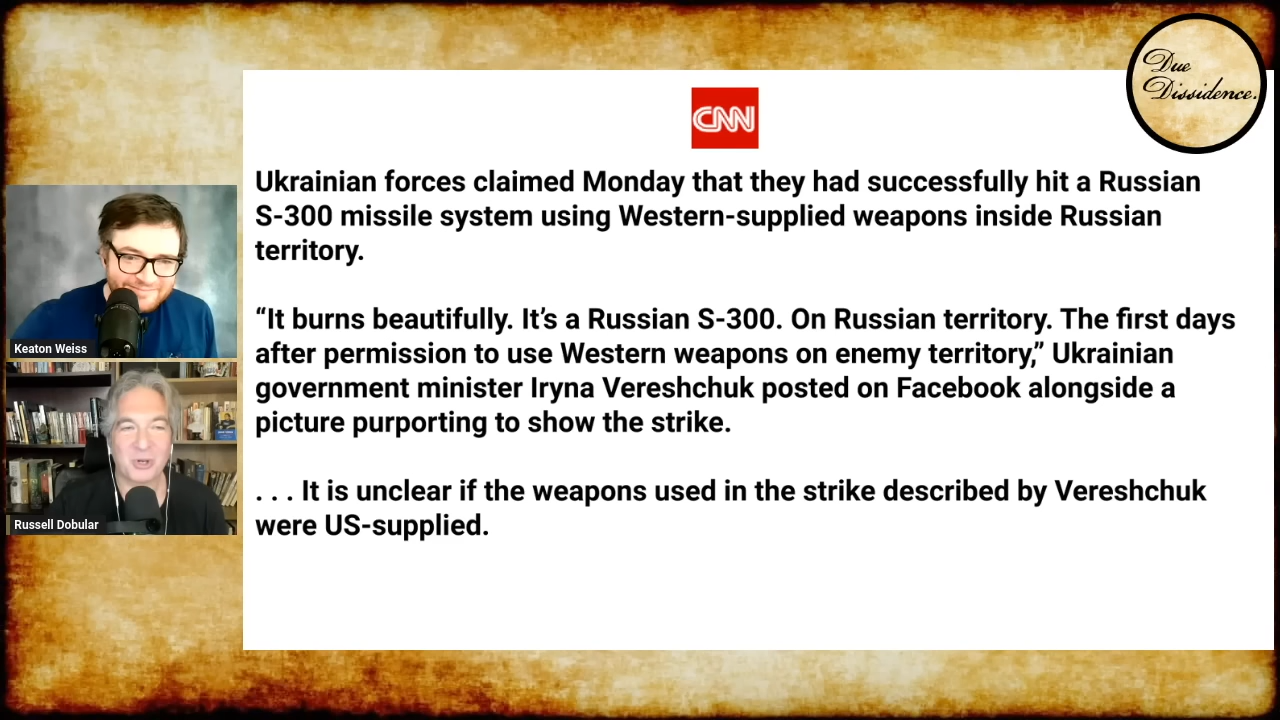 Due
Dissidence.
CNN
Ukrainian forces claimed Monday that they had successfully hit a Russian
S-300 missile system using Western-supplied weapons inside Russian
territory.
“It burns beautifully. It’s a Russian S-300. On Russian territory. The first days
after permission to use Western weapons on enemy territory,” Ukrainian
government minister Iryna Vereshchuk posted on Facebook alongside a
picture purporting to show the strike.
. . . It is unclear if the weapons used in the strike described by Vereshchuk
were US-supplied.
Keaton Weiss
Russell Dobular